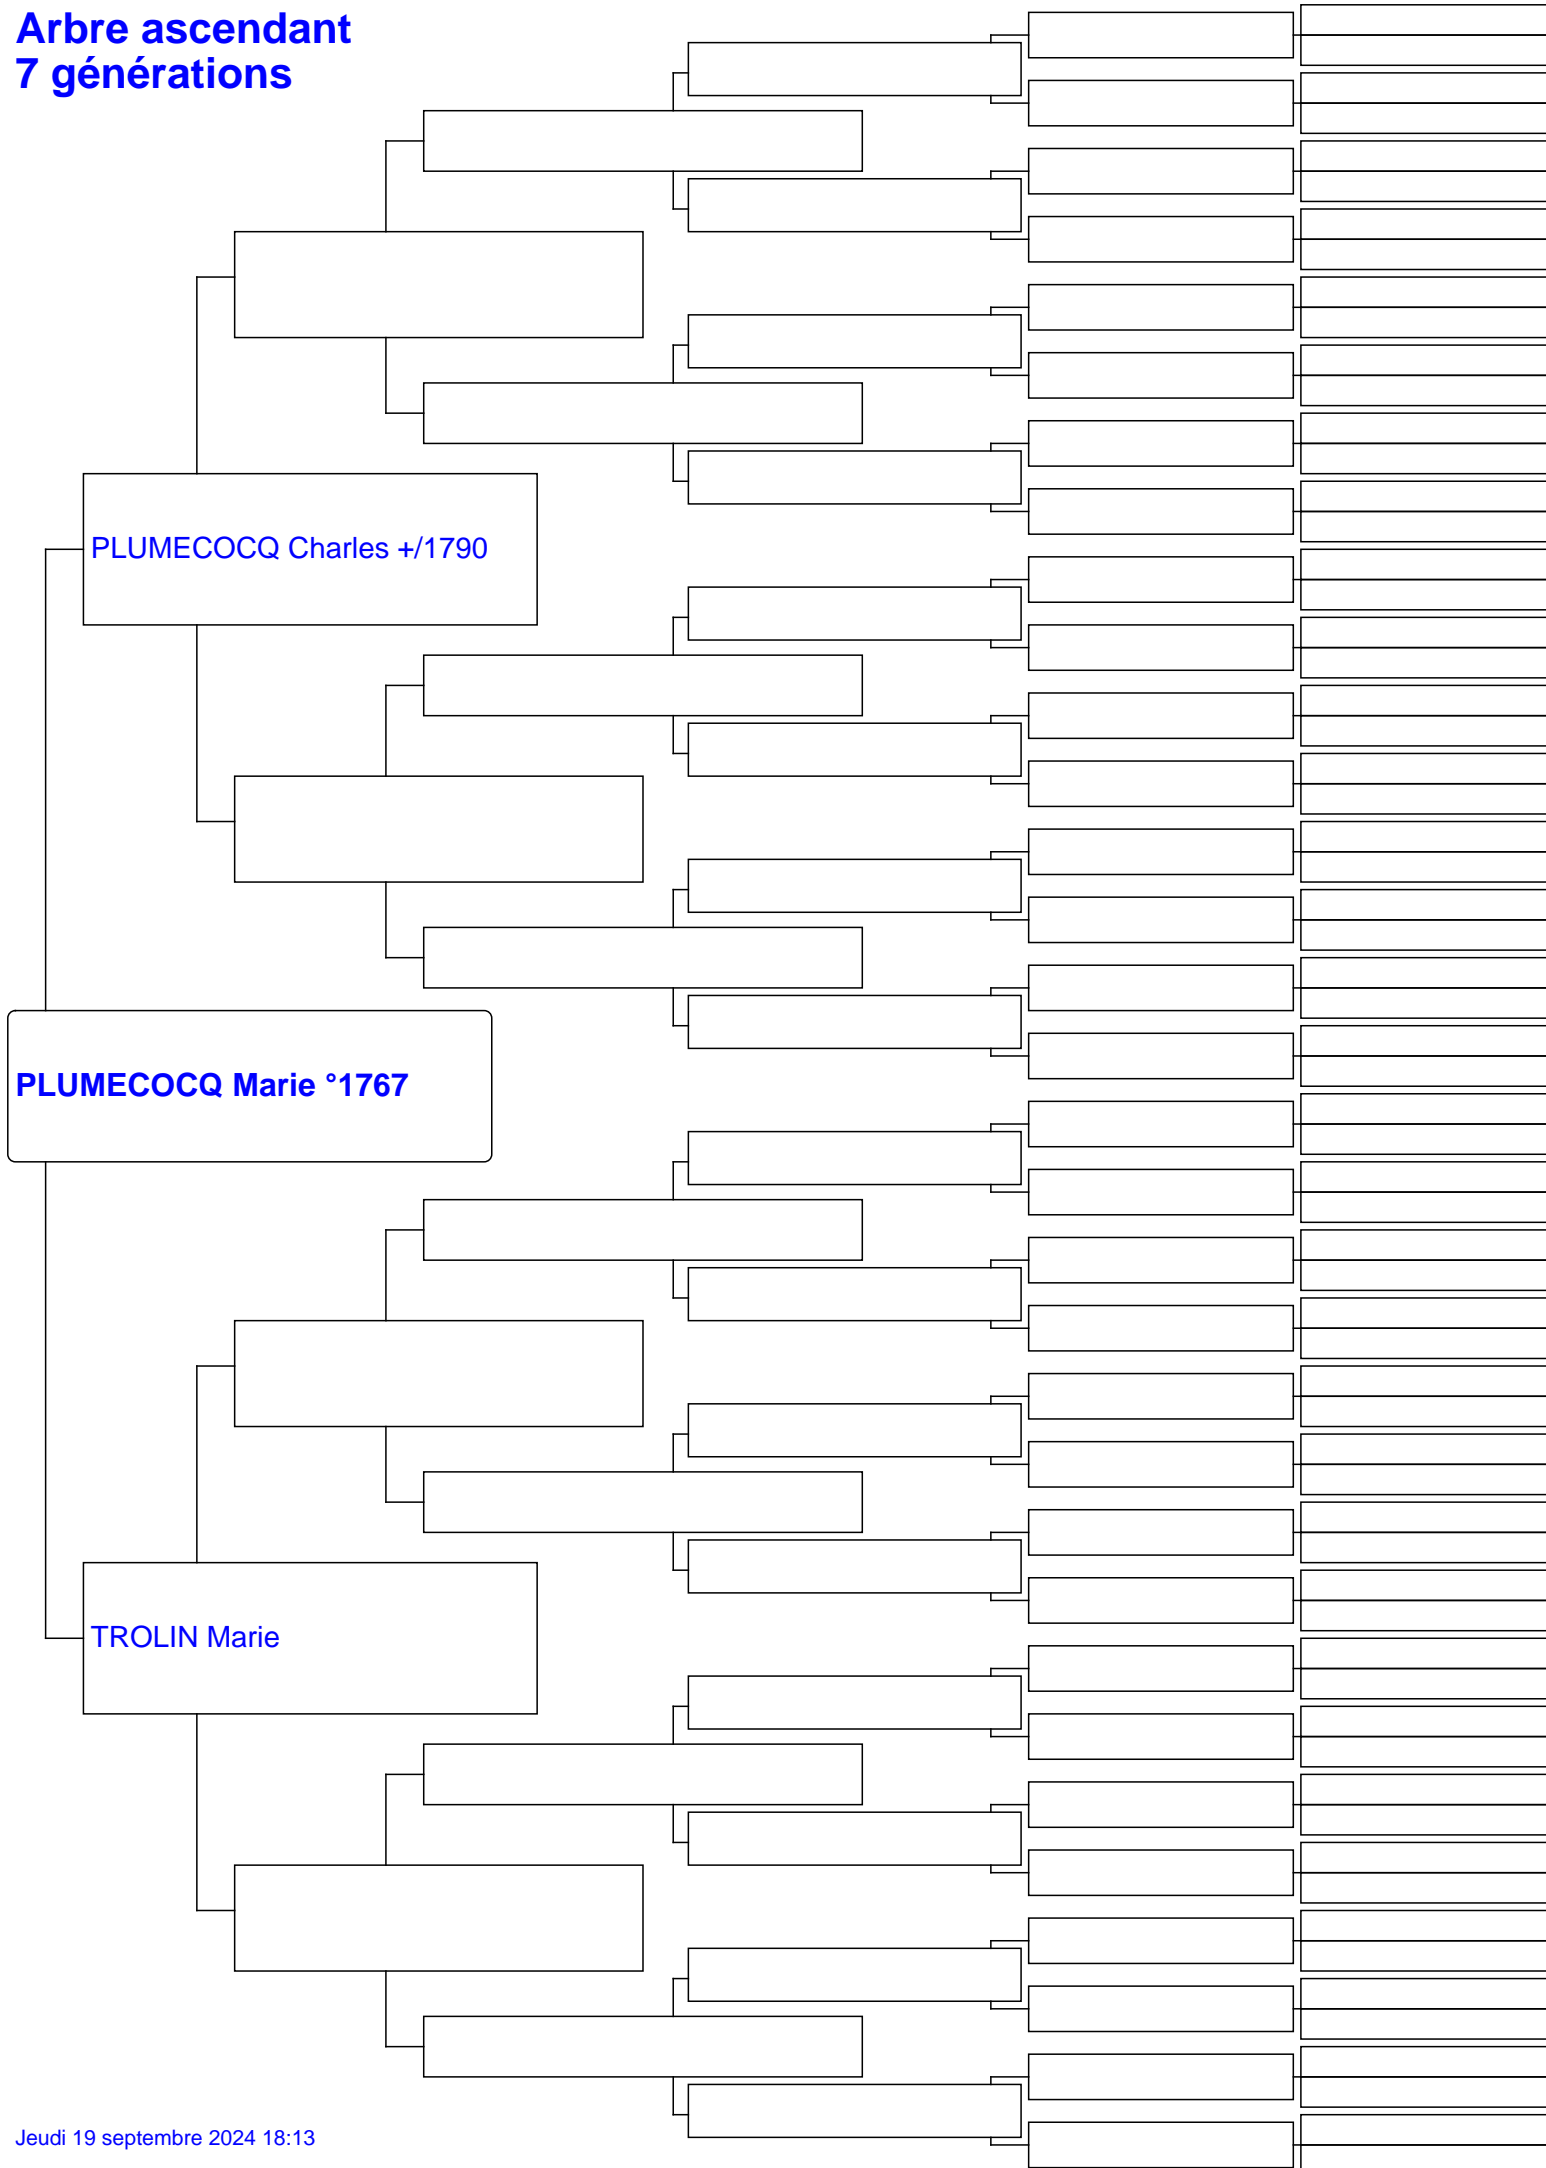 Arbre ascendant
7 générations
PLUMECOCQ Charles +/1790
PLUMECOCQ Marie °1767
TROLIN Marie
Jeudi 19 septembre 2024 18:13